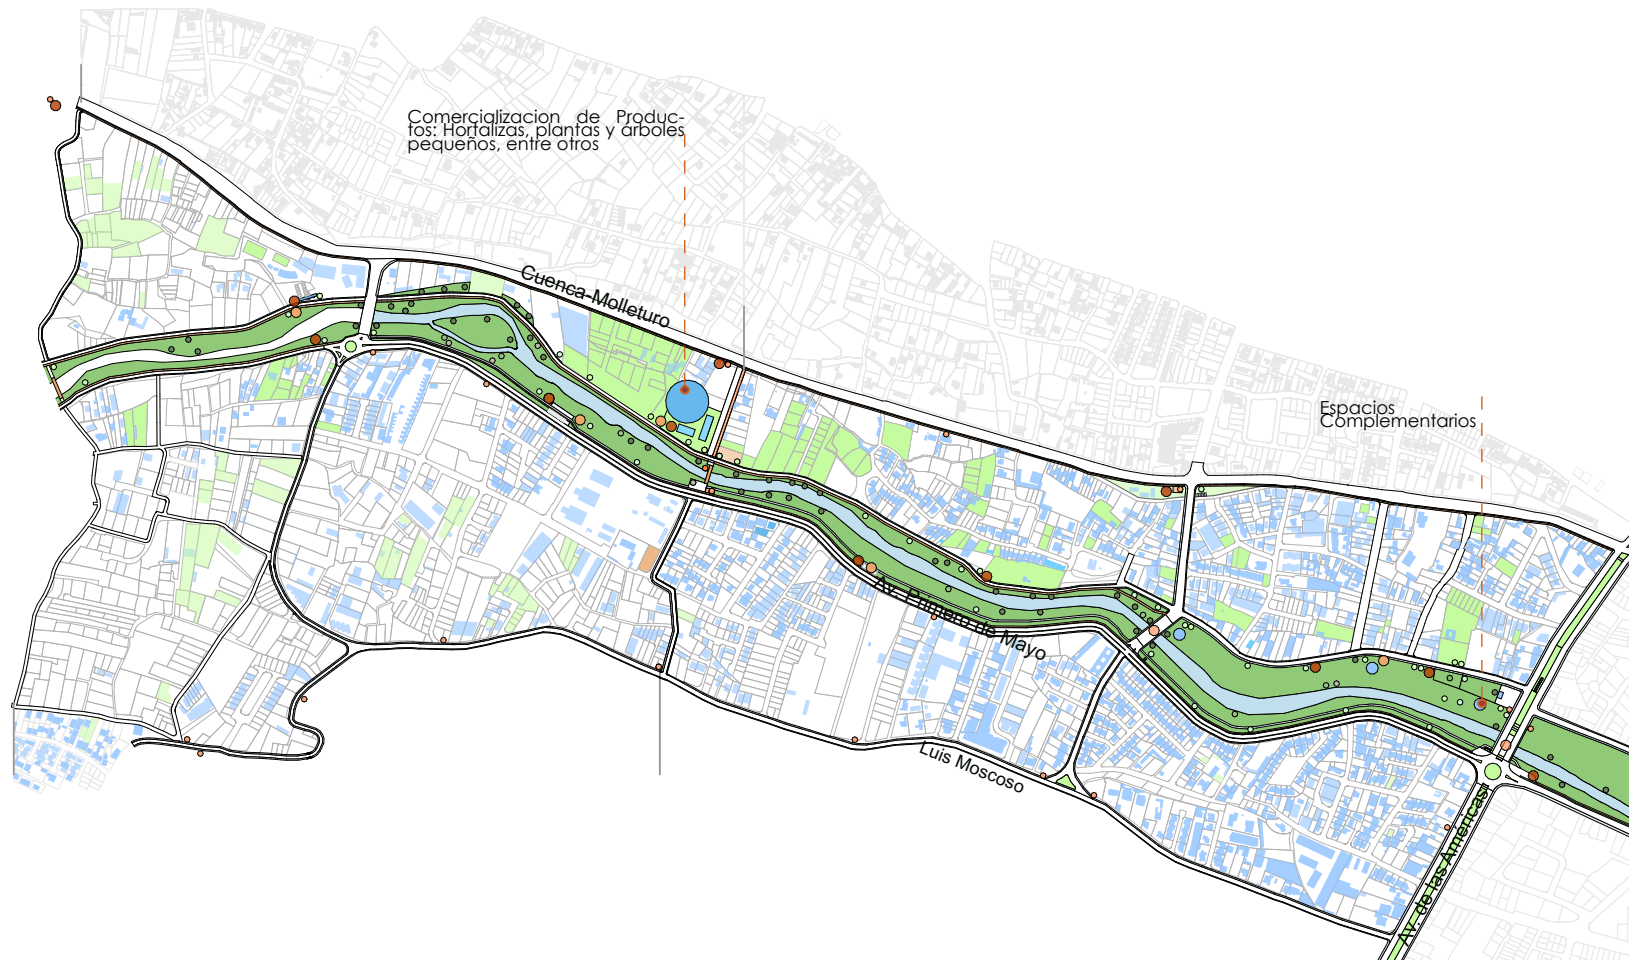 Comercializacion de Produc-
tos: Hortalizas, plantas y arboles
pequeños, entre otros
Cuenca-Molleturo
Espacios
Complementarios
Av. Primero de Mayo
Luis Moscoso
Av. de las Americas